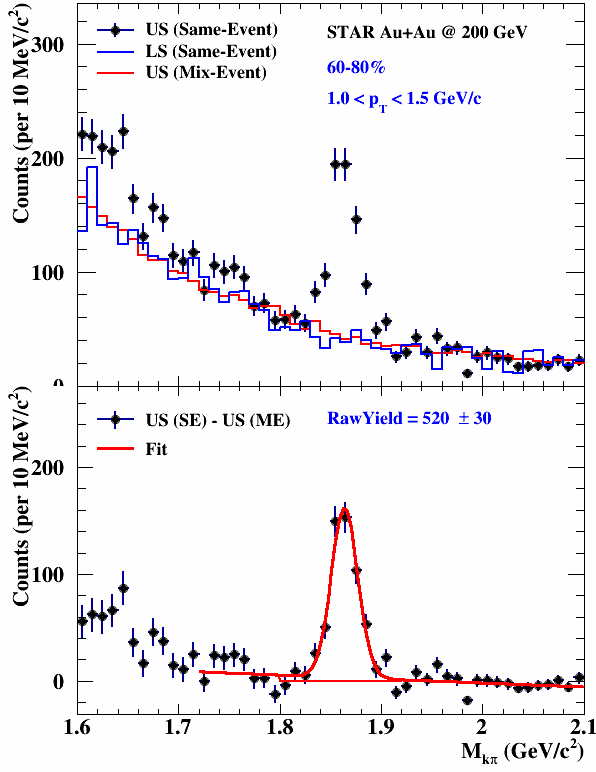 US (Same-Event)
LS (Same-Event)
US (Mix-Event)
STAR Au+Au @ 200 GeV
60-80%
1.0 < p_T < 1.5 GeV/c
Counts (per 10 MeV/c²)
300
200
100
0
US (SE) - US (ME)
Fit
RawYield = 520 ± 30
Counts (per 10 MeV/c²)
200
100
0
1.6 1.7 1.8 1.9 2 2.1
M_kπ (GeV/c²)